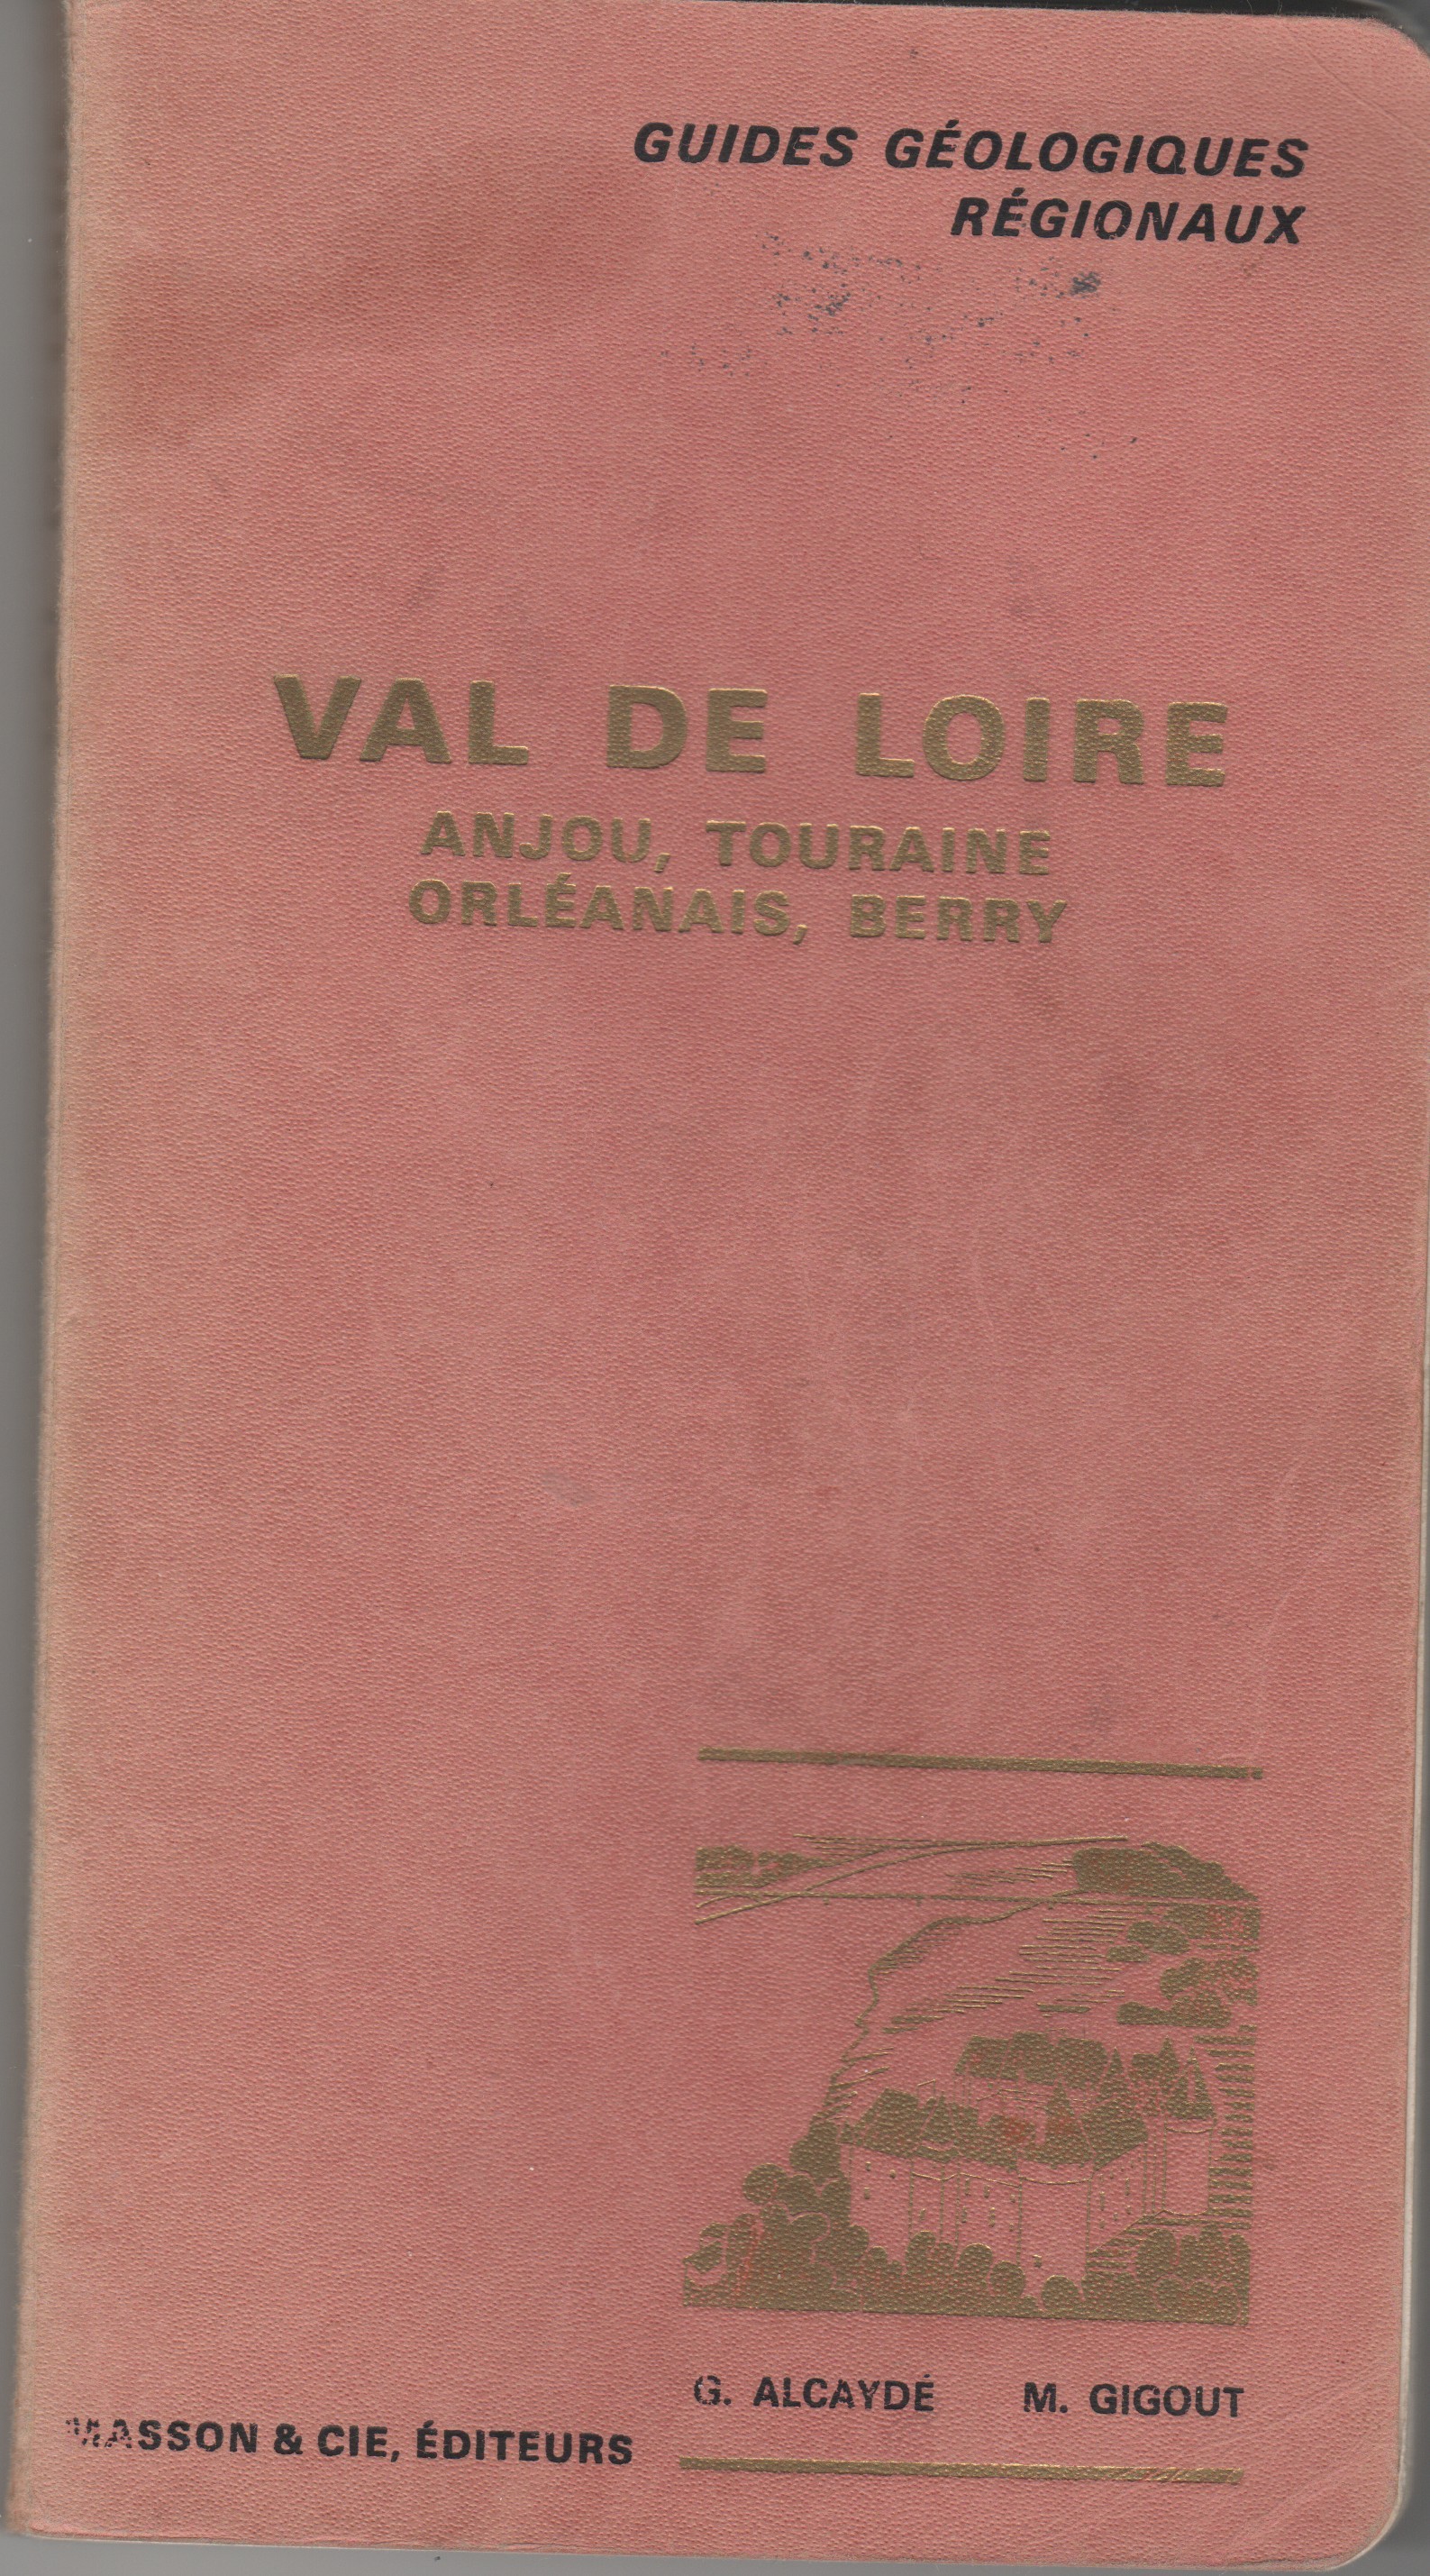 GUIDES GÉOLOGIQUES
RÉGIONAUX
VAL DE LOIRE
ANJOU, TOURAINE
ORLÉANAIS, BERRY
G. ALCAYDÉ M. GIGOUT
MASSON & CIE, ÉDITEURS